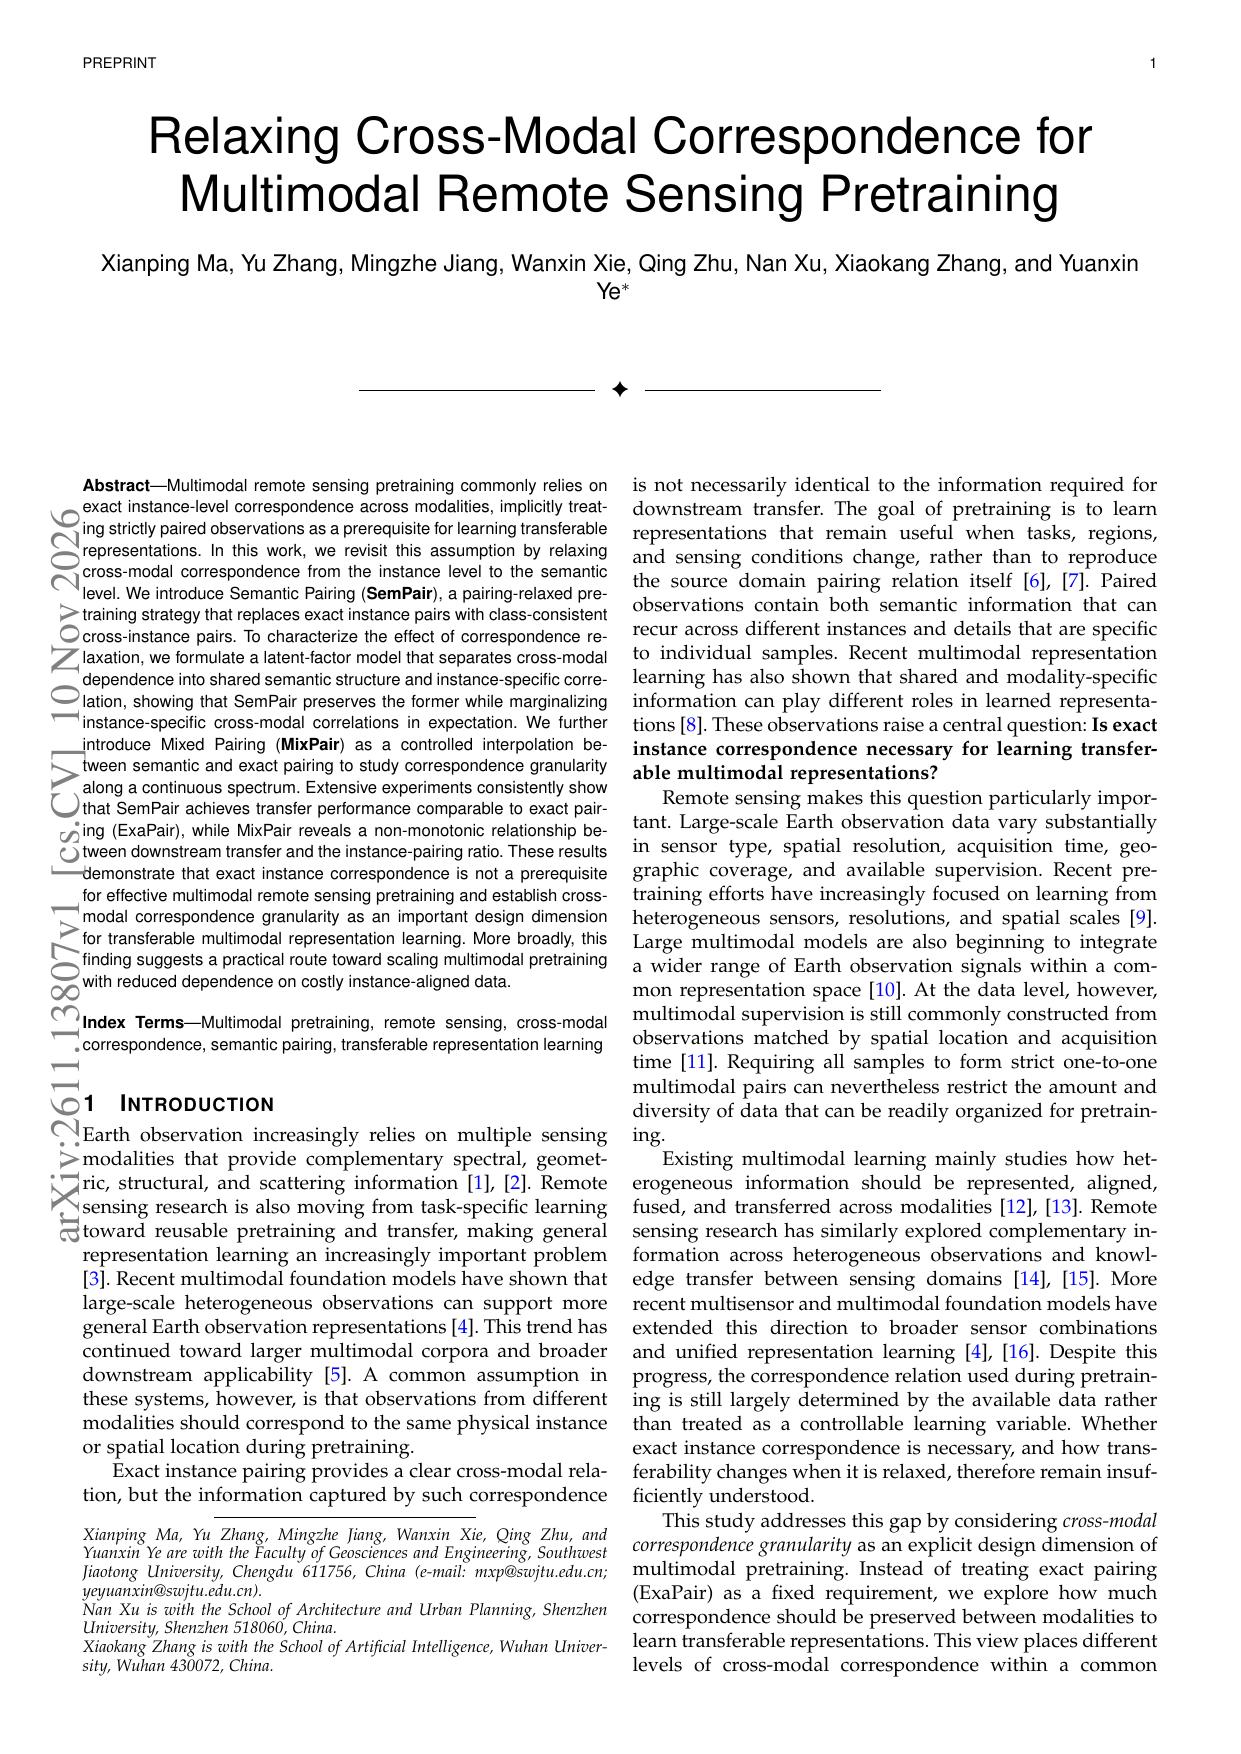 PREPRINT
1
Relaxing Cross-Modal Correspondence for
Multimodal Remote Sensing Pretraining
Xianping Ma, Yu Zhang, Mingzhe Jiang, Wanxin Xie, Qing Zhu, Nan Xu, Xiaokang Zhang, and Yuanxin
Ye*
arXiv:2611.13807v1 [cs.CV] 10 Nov 2026
Abstract—Multimodal remote sensing pretraining commonly relies on
exact instance-level correspondence across modalities, implicitly treat-
ing strictly paired observations as a prerequisite for learning transferable
representations. In this work, we revisit this assumption by relaxing
cross-modal correspondence from the instance level to the semantic
level. We introduce Semantic Pairing (SemPair), a pairing-relaxed pre-
training strategy that replaces exact instance pairs with class-consistent
cross-instance pairs. To characterize the effect of correspondence re-
laxation, we formulate a latent-factor model that separates cross-modal
dependence into shared semantic structure and instance-specific corre-
lation, showing that SemPair preserves the former while marginalizing
instance-specific cross-modal correlations in expectation. We further
introduce Mixed Pairing (MixPair) as a controlled interpolation be-
tween semantic and exact pairing to study correspondence granularity
along a continuous spectrum. Extensive experiments consistently show
that SemPair achieves transfer performance comparable to exact pair-
ing (ExaPair), while MixPair reveals a non-monotonic relationship be-
tween downstream transfer and the instance-pairing ratio. These results
demonstrate that exact instance correspondence is not a prerequisite
for effective multimodal remote sensing pretraining and establish cross-
modal correspondence granularity as an important design dimension
for transferable multimodal representation learning. More broadly, this
finding suggests a practical route toward scaling multimodal pretraining
with reduced dependence on costly instance-aligned data.
Index Terms—Multimodal pretraining, remote sensing, cross-modal
correspondence, semantic pairing, transferable representation learning
1 INTRODUCTION
Earth observation increasingly relies on multiple sensing
modalities that provide complementary spectral, geomet-
ric, structural, and scattering information [1], [2]. Remote
sensing research is also moving from task-specific learning
toward reusable pretraining and transfer, making general
representation learning an increasingly important problem
[3]. Recent multimodal foundation models have shown that
large-scale heterogeneous observations can support more
general Earth observation representations [4]. This trend has
continued toward larger multimodal corpora and broader
downstream applicability [5]. A common assumption in
these systems, however, is that observations from different
modalities should correspond to the same physical instance
or spatial location during pretraining.
Exact instance pairing provides a clear cross-modal rela-
tion, but the information captured by such correspondence
Xianping Ma, Yu Zhang, Mingzhe Jiang, Wanxin Xie, Qing Zhu, and
Yuanxin Ye are with the Faculty of Geosciences and Engineering, Southwest
Jiaotong University, Chengdu 611756, China (e-mail: mxp@swjtu.edu.cn;
yeyuanxin@swjtu.edu.cn).
Nan Xu is with the School of Architecture and Urban Planning, Shenzhen
University, Shenzhen 518060, China.
Xiaokang Zhang is with the School of Artificial Intelligence, Wuhan Univer-
sity, Wuhan 430072, China.
is not necessarily identical to the information required for
downstream transfer. The goal of pretraining is to learn
representations that remain useful when tasks, regions,
and sensing conditions change, rather than to reproduce
the source domain pairing relation itself [6], [7]. Paired
observations contain both semantic information that can
recur across different instances and details that are specific
to individual samples. Recent multimodal representation
learning has also shown that shared and modality-specific
information can play different roles in learned representa-
tions [8]. These observations raise a central question: Is exact
instance correspondence necessary for learning transfer-
able multimodal representations?
Remote sensing makes this question particularly impor-
tant. Large-scale Earth observation data vary substantially
in sensor type, spatial resolution, acquisition time, geo-
graphic coverage, and available supervision. Recent pre-
training efforts have increasingly focused on learning from
heterogeneous sensors, resolutions, and spatial scales [9].
Large multimodal models are also beginning to integrate
a wider range of Earth observation signals within a com-
mon representation space [10]. At the data level, however,
multimodal supervision is still commonly constructed from
observations matched by spatial location and acquisition
time [11]. Requiring all samples to form strict one-to-one
multimodal pairs can nevertheless restrict the amount and
diversity of data that can be readily organized for pretrain-
ing.
Existing multimodal learning mainly studies how het-
erogeneous information should be represented, aligned,
fused, and transferred across modalities [12], [13]. Remote
sensing research has similarly explored complementary in-
formation across heterogeneous observations and knowl-
edge transfer between sensing domains [14], [15]. More
recent multisensor and multimodal foundation models have
extended this direction to broader sensor combinations
and unified representation learning [4], [16]. Despite this
progress, the correspondence relation used during pretrain-
ing is still largely determined by the available data rather
than treated as a controllable learning variable. Whether
exact instance correspondence is necessary, and how trans-
ferability changes when it is relaxed, therefore remain insuf-
ficiently understood.
This study addresses this gap by considering cross-modal
correspondence granularity as an explicit design dimension of
multimodal pretraining. Instead of treating exact pairing
(ExaPair) as a fixed requirement, we explore how much
correspondence should be preserved between modalities to
learn transferable representations. This view places different
levels of cross-modal correspondence within a common